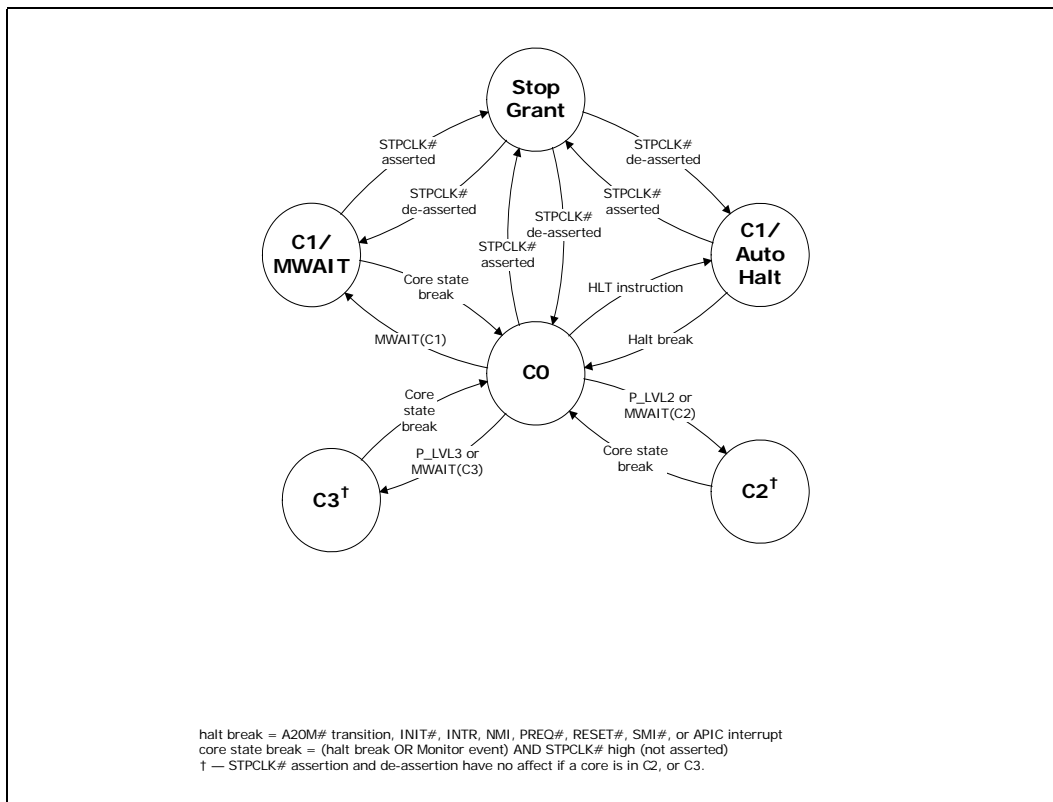 Stop
Grant
STPCLK#
asserted
STPCLK#
de-asserted
STPCLK#
de-asserted
STPCLK#
asserted
STPCLK#
asserted
STPCLK#
de-asserted
C1/
MWAIT
C1/
Auto
Halt
Core state
break
HLT instruction
MWAIT(C1)
Halt break
C0
Core
state
break
P_LVL2 or
MWAIT(C2)
P_LVL3 or
MWAIT(C3)
Core state
break
C3†
C2†
halt break = A20M# transition, INIT#, INTR, NMI, PREQ#, RESET#, SMI#, or APIC interrupt
core state break = (halt break OR Monitor event) AND STPCLK# high (not asserted)
† — STPCLK# assertion and de-assertion have no affect if a core is in C2, or C3.